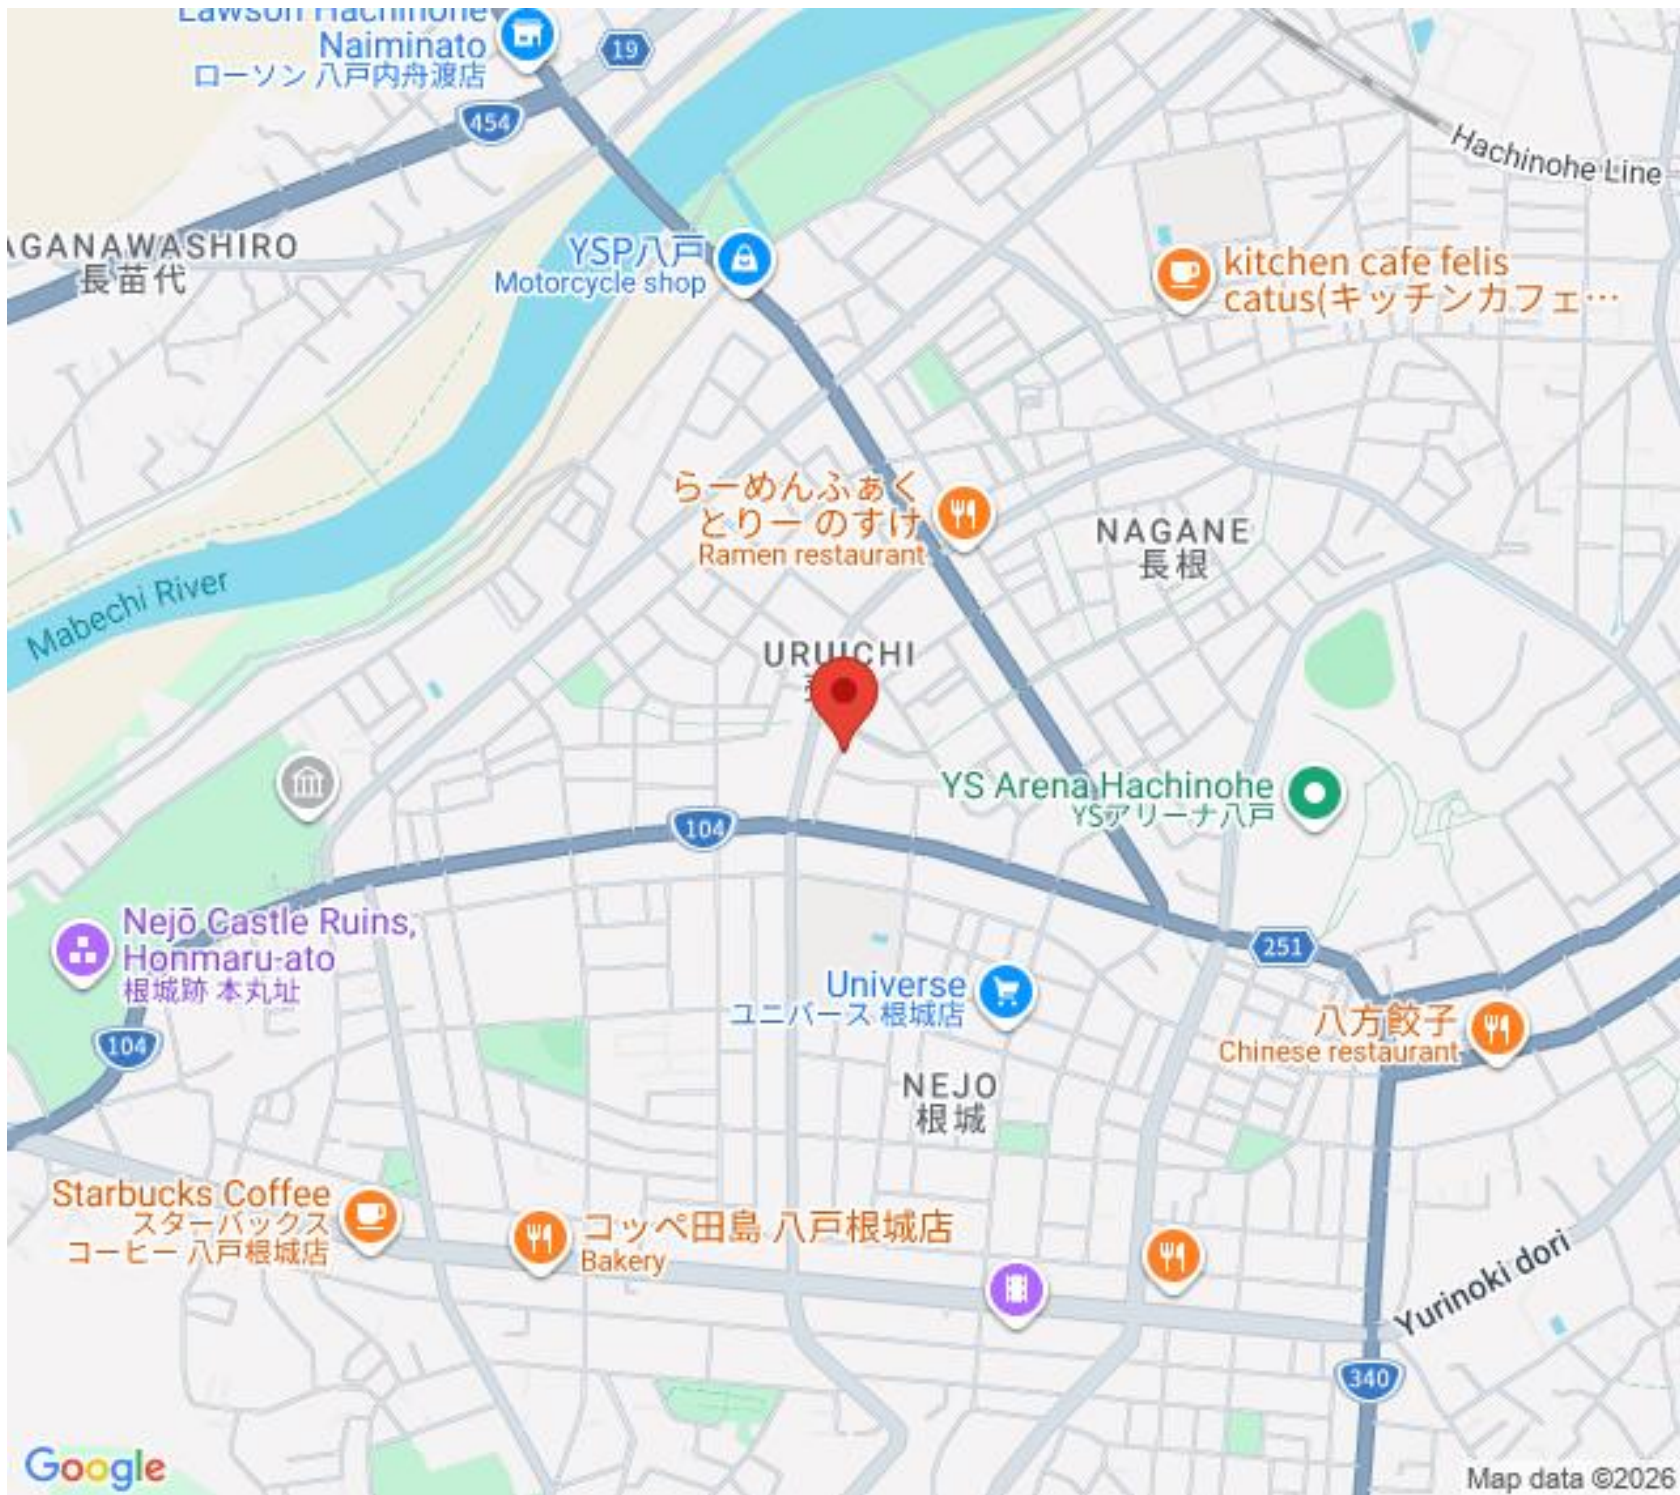 Lawson Hachinohe
Naiminato
ローソン 八戸内舟渡店
19
454
Hachinohe Line
AGANAWASHIRO
長苗代
YSP八戸
Motorcycle shop
kitchen cafe felis
catus(キッチンカフェ…
らーめんふぁく
とりー のすけ
Ramen restaurant
NAGANE
長根
Mabechi River
URUICHI
YS Arena Hachinohe
YSアリーナ八戸
104
Nejō Castle Ruins,
Honmaru-ato
根城跡 本丸址
251
Universe
ユニバース 根城店
八方餃子
Chinese restaurant
104
NEJO
根城
Starbucks Coffee
スターバックス
コーヒー 八戸根城店
コッペ田島 八戸根城店
Bakery
Yurinoki dori
340
Google
Map data ©2026